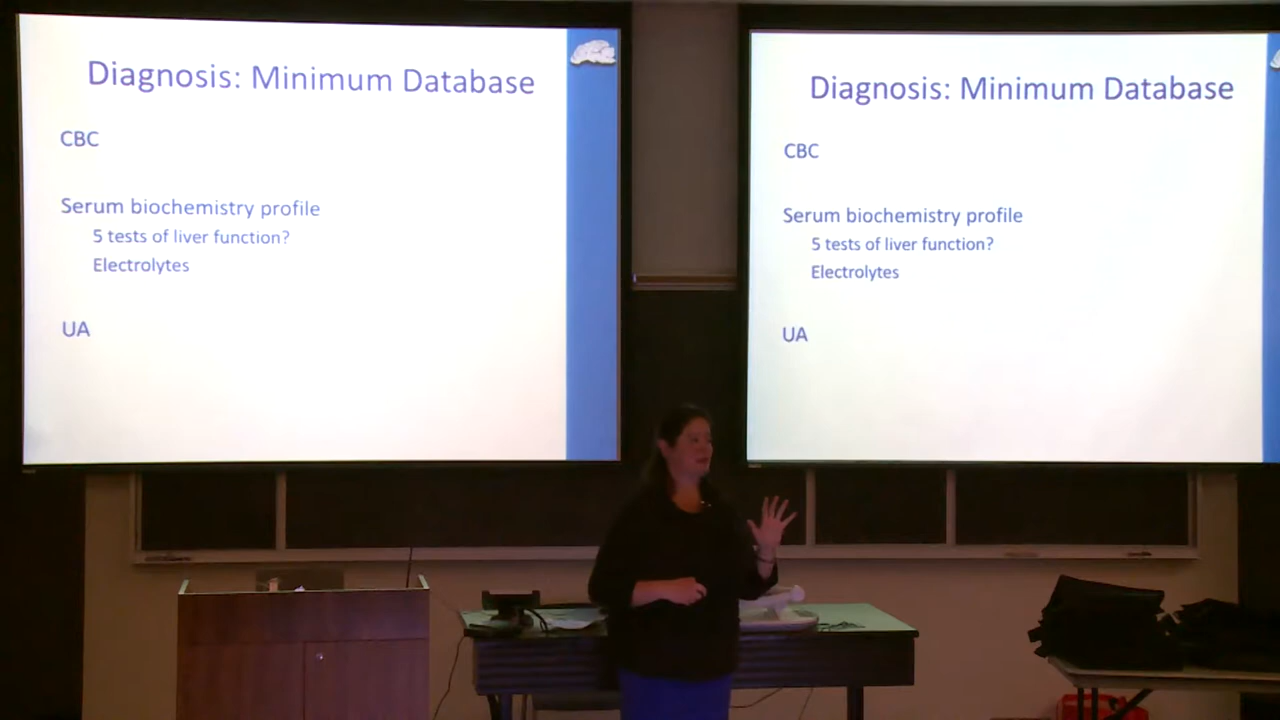 Diagnosis: Minimum Database
CBC
Serum biochemistry profile
5 tests of liver function?
Electrolytes
UA
Diagnosis: Minimum Database
CBC
Serum biochemistry profile
5 tests of liver function?
Electrolytes
UA